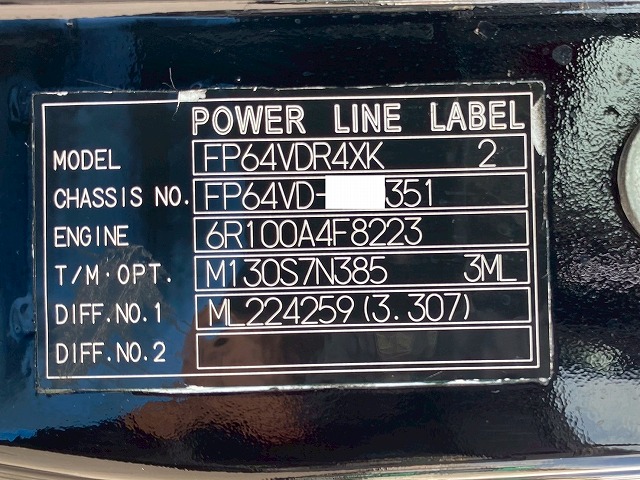 POWER LINE LABEL
MODEL FP64VDR4XK 2
CHASSIS NO. FP64VD- 351
ENGINE 6R100A4F8223
T/M·OPT. M130S7N385 3ML
DIFF.NO.1 ML224259(3.307)
DIFF.NO.2